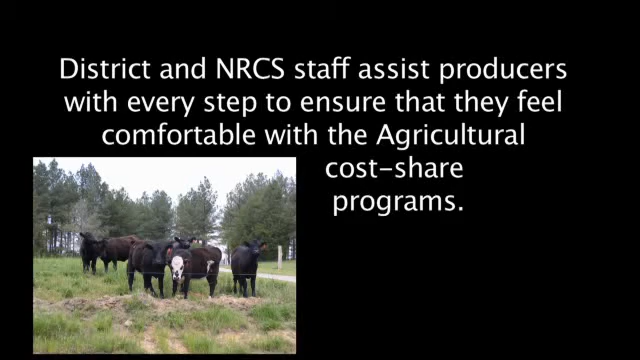 District and NRCS staff assist producers
with every step to ensure that they feel
comfortable with the Agricultural
cost-share
programs.